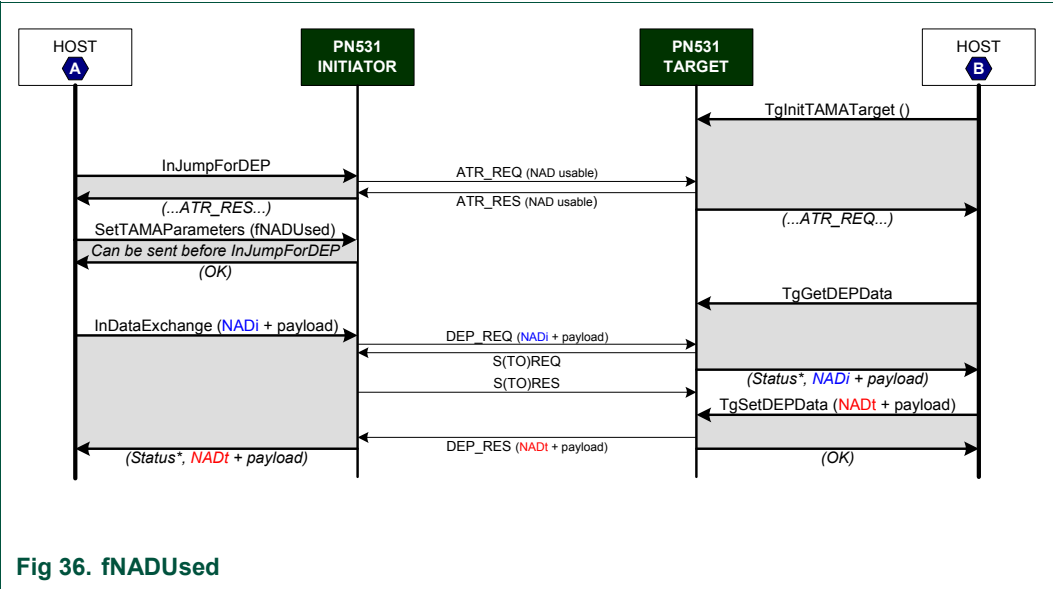 HOST
A
PN531
INITIATOR
PN531
TARGET
HOST
B
TgInitTAMATarget ()
InJumpForDEP
ATR_REQ (NAD usable)
(...ATR_RES...)
ATR_RES (NAD usable)
(...ATR_REQ...)
SetTAMAParameters (fNADUsed)
Can be sent before InJumpForDEP
(OK)
TgGetDEPData
InDataExchange (NADi + payload)
DEP_REQ (NADi + payload)
S(TO)REQ
(Status*, NADi + payload)
S(TO)RES
TgSetDEPData (NADt + payload)
DEP_RES (NADt + payload)
(Status*, NADt + payload)
(OK)
Fig 36. fNADUsed